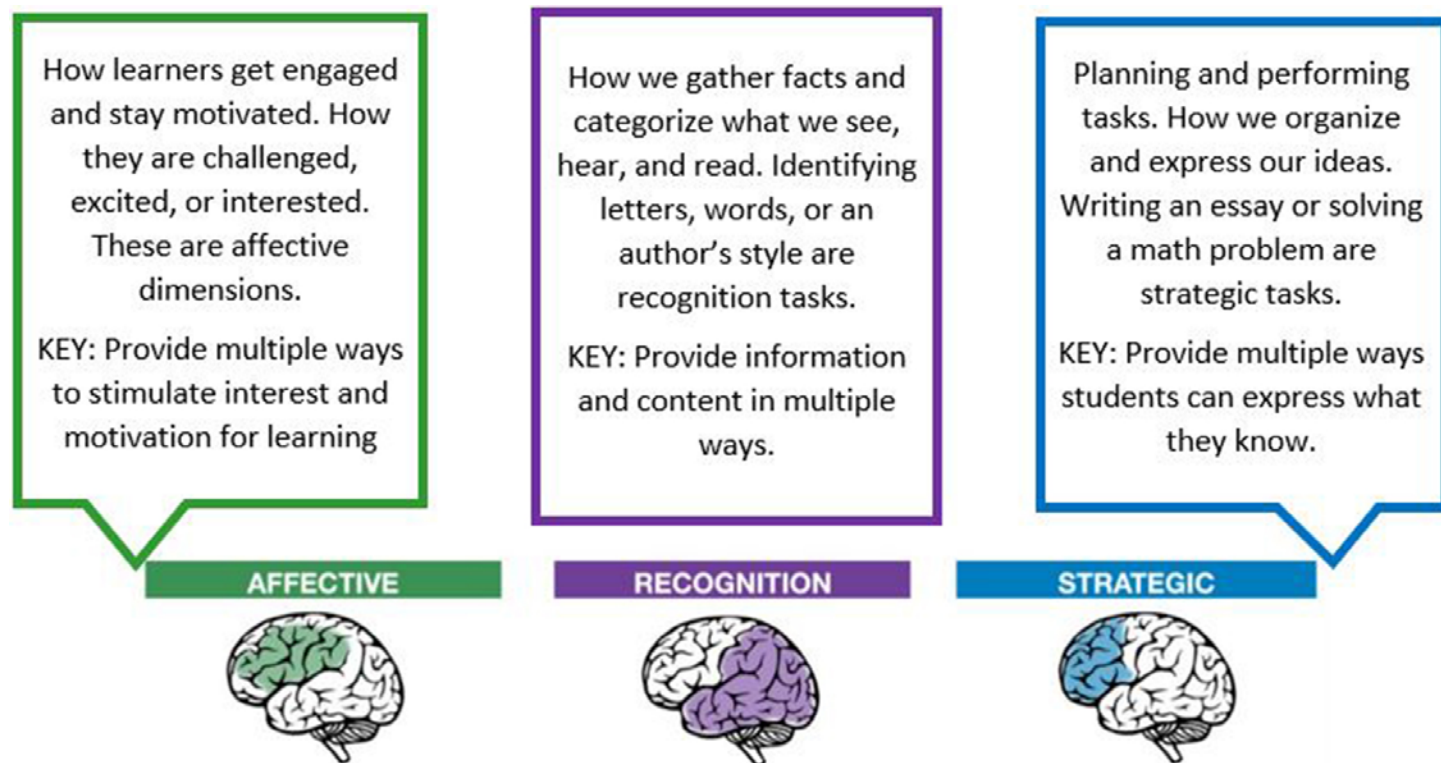 How learners get engaged
and stay motivated. How
they are challenged,
excited, or interested.
These are affective
dimensions.
KEY: Provide multiple ways
to stimulate interest and
motivation for learning
How we gather facts and
categorize what we see,
hear, and read. Identifying
letters, words, or an
author’s style are
recognition tasks.
KEY: Provide information
and content in multiple
ways.
Planning and performing
tasks. How we organize
and express our ideas.
Writing an essay or solving
a math problem are
strategic tasks.
KEY: Provide multiple ways
students can express what
they know.
AFFECTIVE
RECOGNITION
STRATEGIC